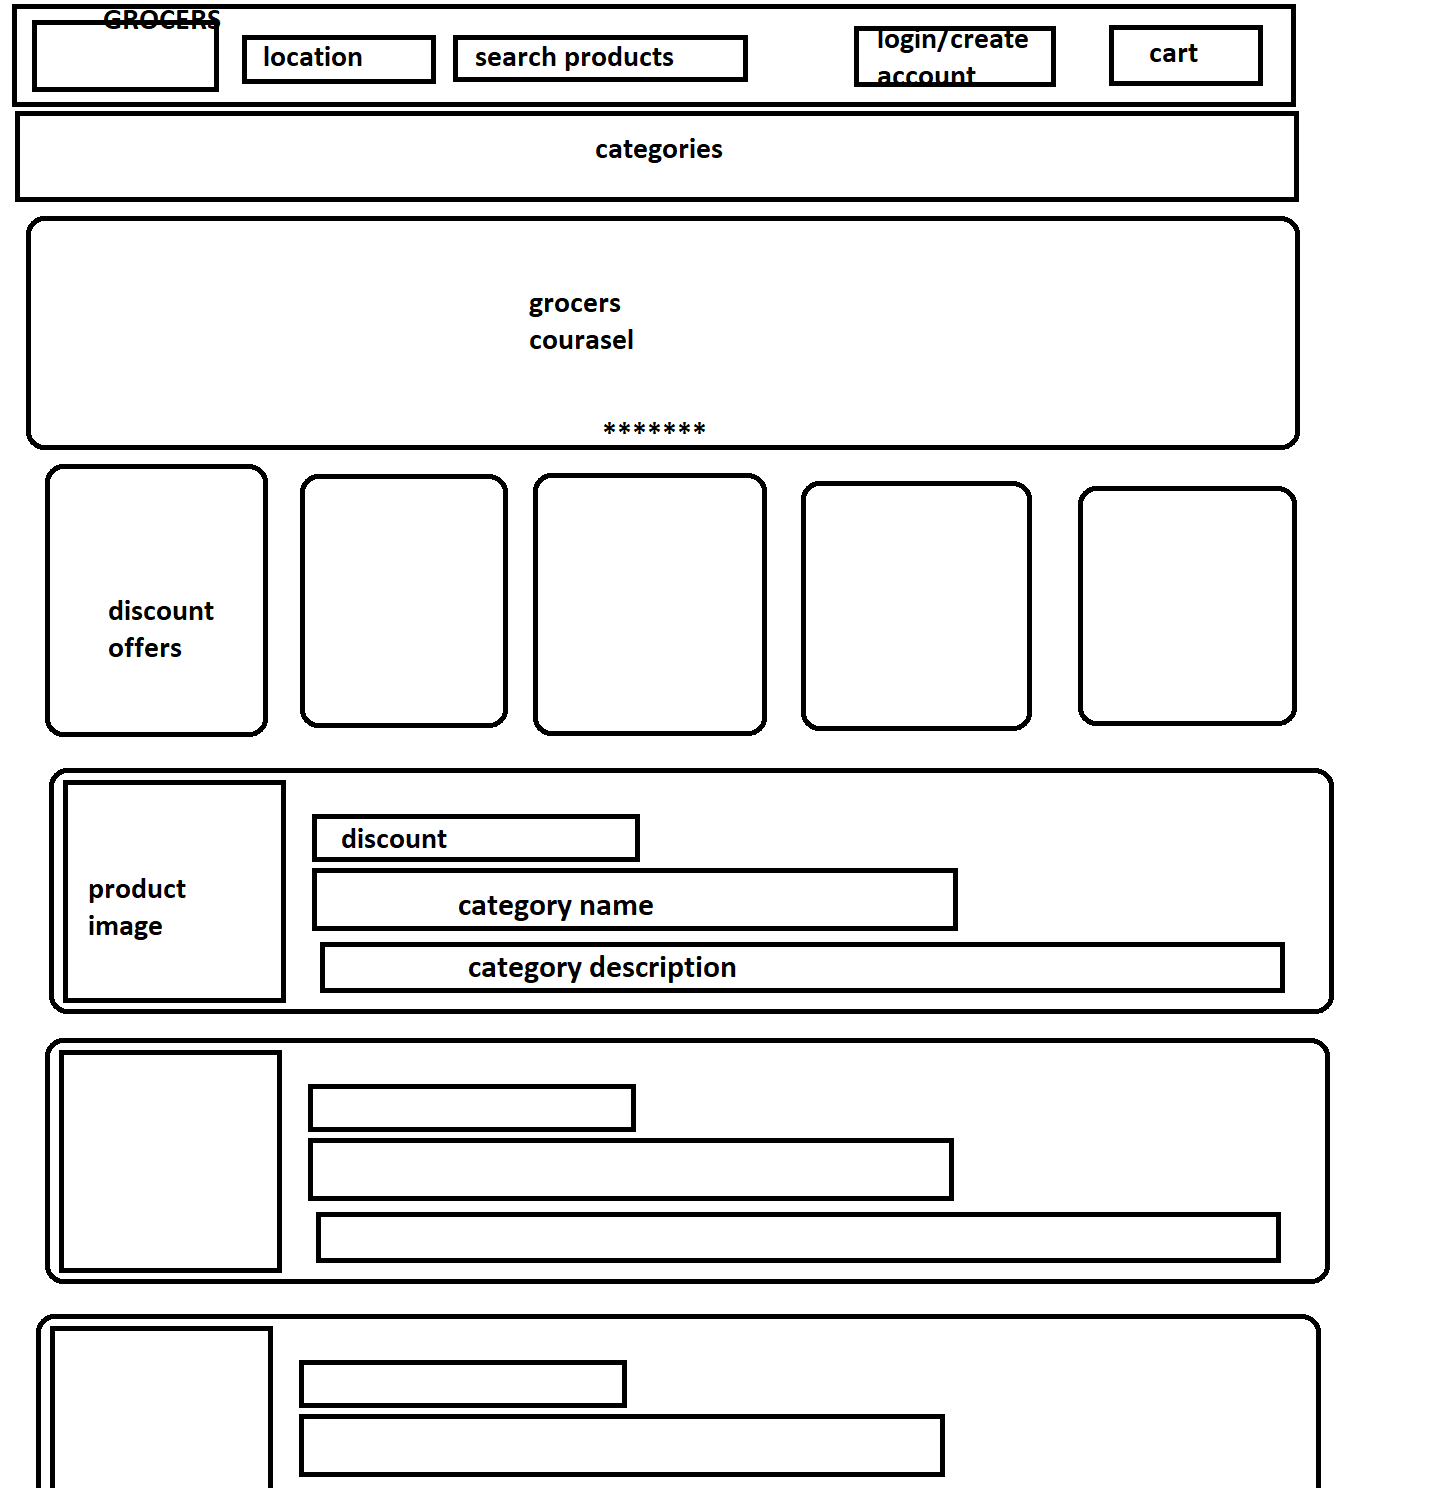 GROCERS
location
search products
login/create
account
cart
categories
grocers
courasel
*******
discount
offers
product
image
discount
category name
category description